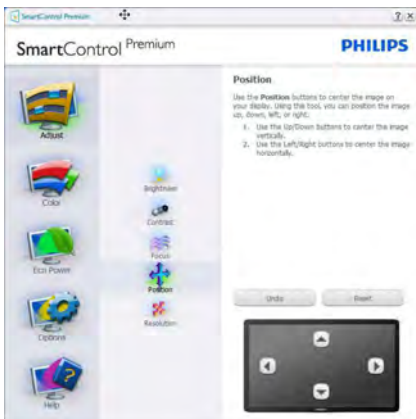 SmartControl Premium
SmartControl Premium
PHILIPS
Adjust
Color
Eco Power
Options
Help
Brightness
Contrast
Focus
Position
Resolution
Position
Use the Position buttons to center the image on
your display. Using the tool, you can position the image
up, down, left, or right.
1. Use the Up/Down buttons to center the image
vertically.
2. Use the Left/Right buttons to center the image
horizontally.
Undo
Reset